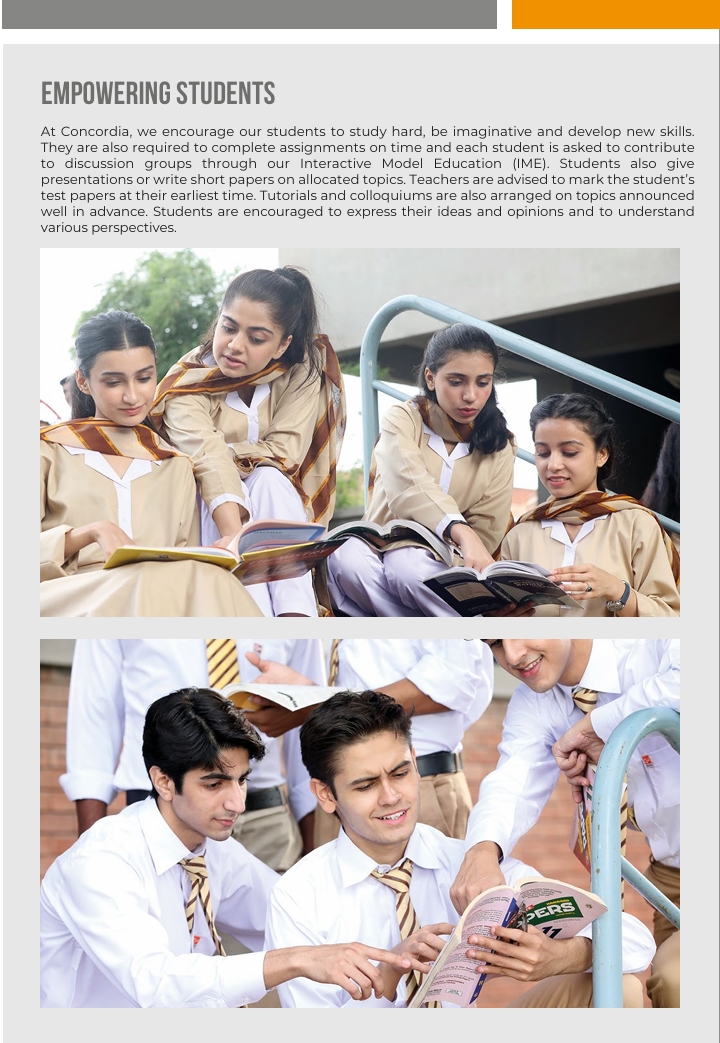 EMPOWERING STUDENTS
At Concordia, we encourage our students to study hard, be imaginative and develop new skills.
They are also required to complete assignments on time and each student is asked to contribute
to discussion groups through our Interactive Model Education (IME). Students also give
presentations or write short papers on allocated topics. Teachers are advised to mark the student's
test papers at their earliest time. Tutorials and colloquiums are also arranged on topics announced
well in advance. Students are encouraged to express their ideas and opinions and to understand
various perspectives.
PERS
11